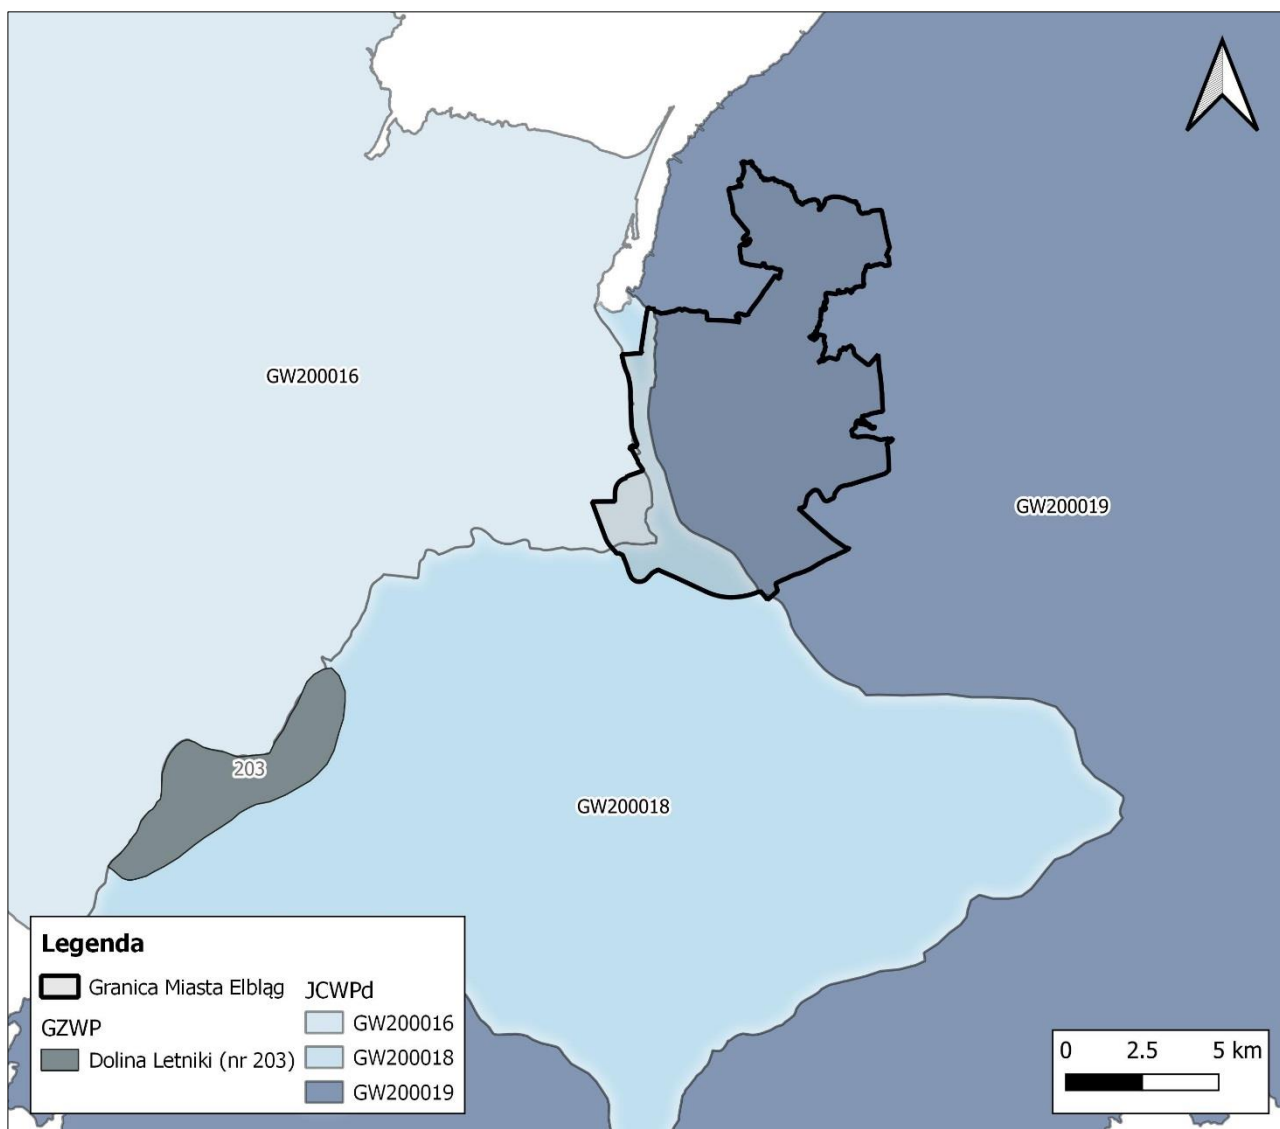 GW200016
GW200019
203
GW200018
Legenda
Granica Miasta Elbląg
GZWP
Dolina Letniki (nr 203)
JCWPd
GW200016
GW200018
GW200019
0 2.5 5 km